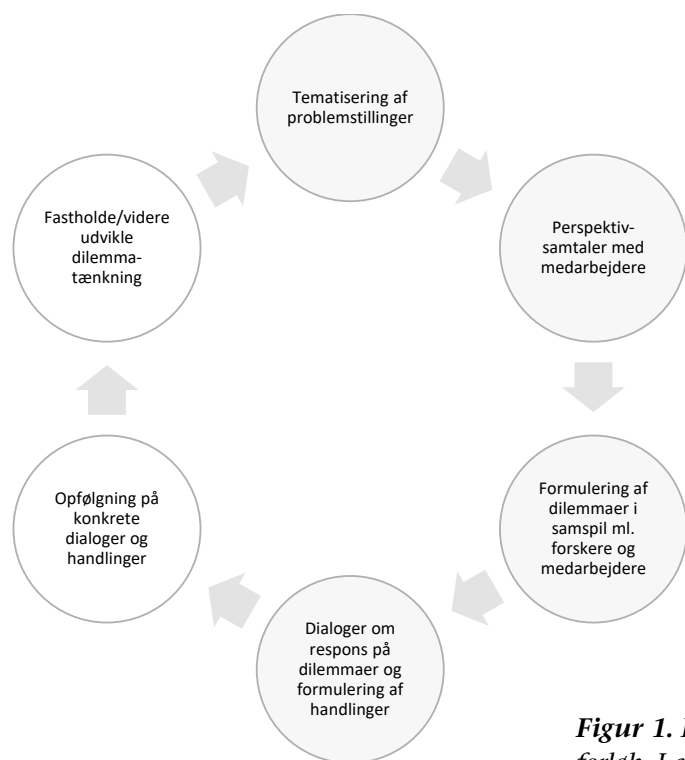 Tematisering af
problemstillinger
Perspektiv-
samtaler med
medarbejdere
Formulering af
dilemmaer i
samspil ml.
forskere og
medarbejdere
Dialoger om
respons på
dilemmaer og
formulering af
handlinger
Opfølgning på
konkrete
dialoger og
handlinger
Fastholde/videre
udvikle
dilemma-
tænkning
Figur 1.